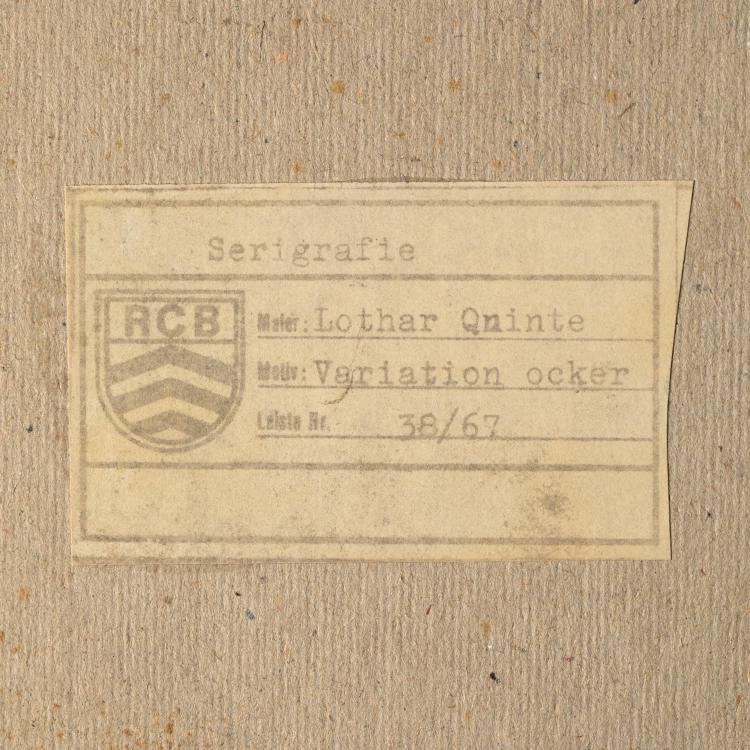 Serigrafie
RCB
Maler: Lothar Qninte
Motiv: Variation ocker
Leiste Nr. 38/67